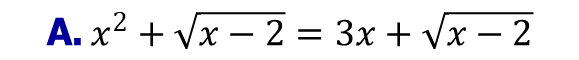 A. x² + √(x − 2) = 3x + √(x − 2)